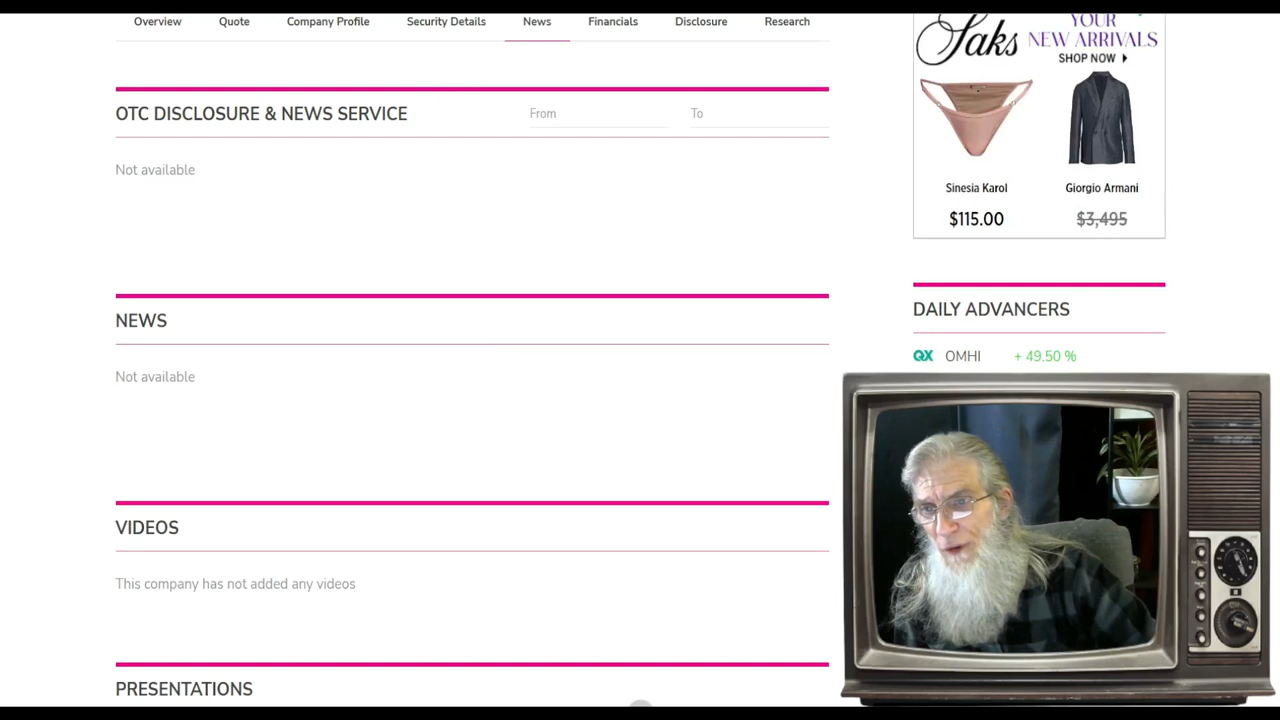 Overview Quote Company Profile Security Details News Financials Disclosure Research
OTC DISCLOSURE & NEWS SERVICE From To
Not available
NEWS
Not available
VIDEOS
This company has not added any videos
PRESENTATIONS
Saks
YOUR
NEW ARRIVALS
SHOP NOW
Sinesia Karol Giorgio Armani
$115.00 $3,495
DAILY ADVANCERS
QX OMHI + 49.50 %